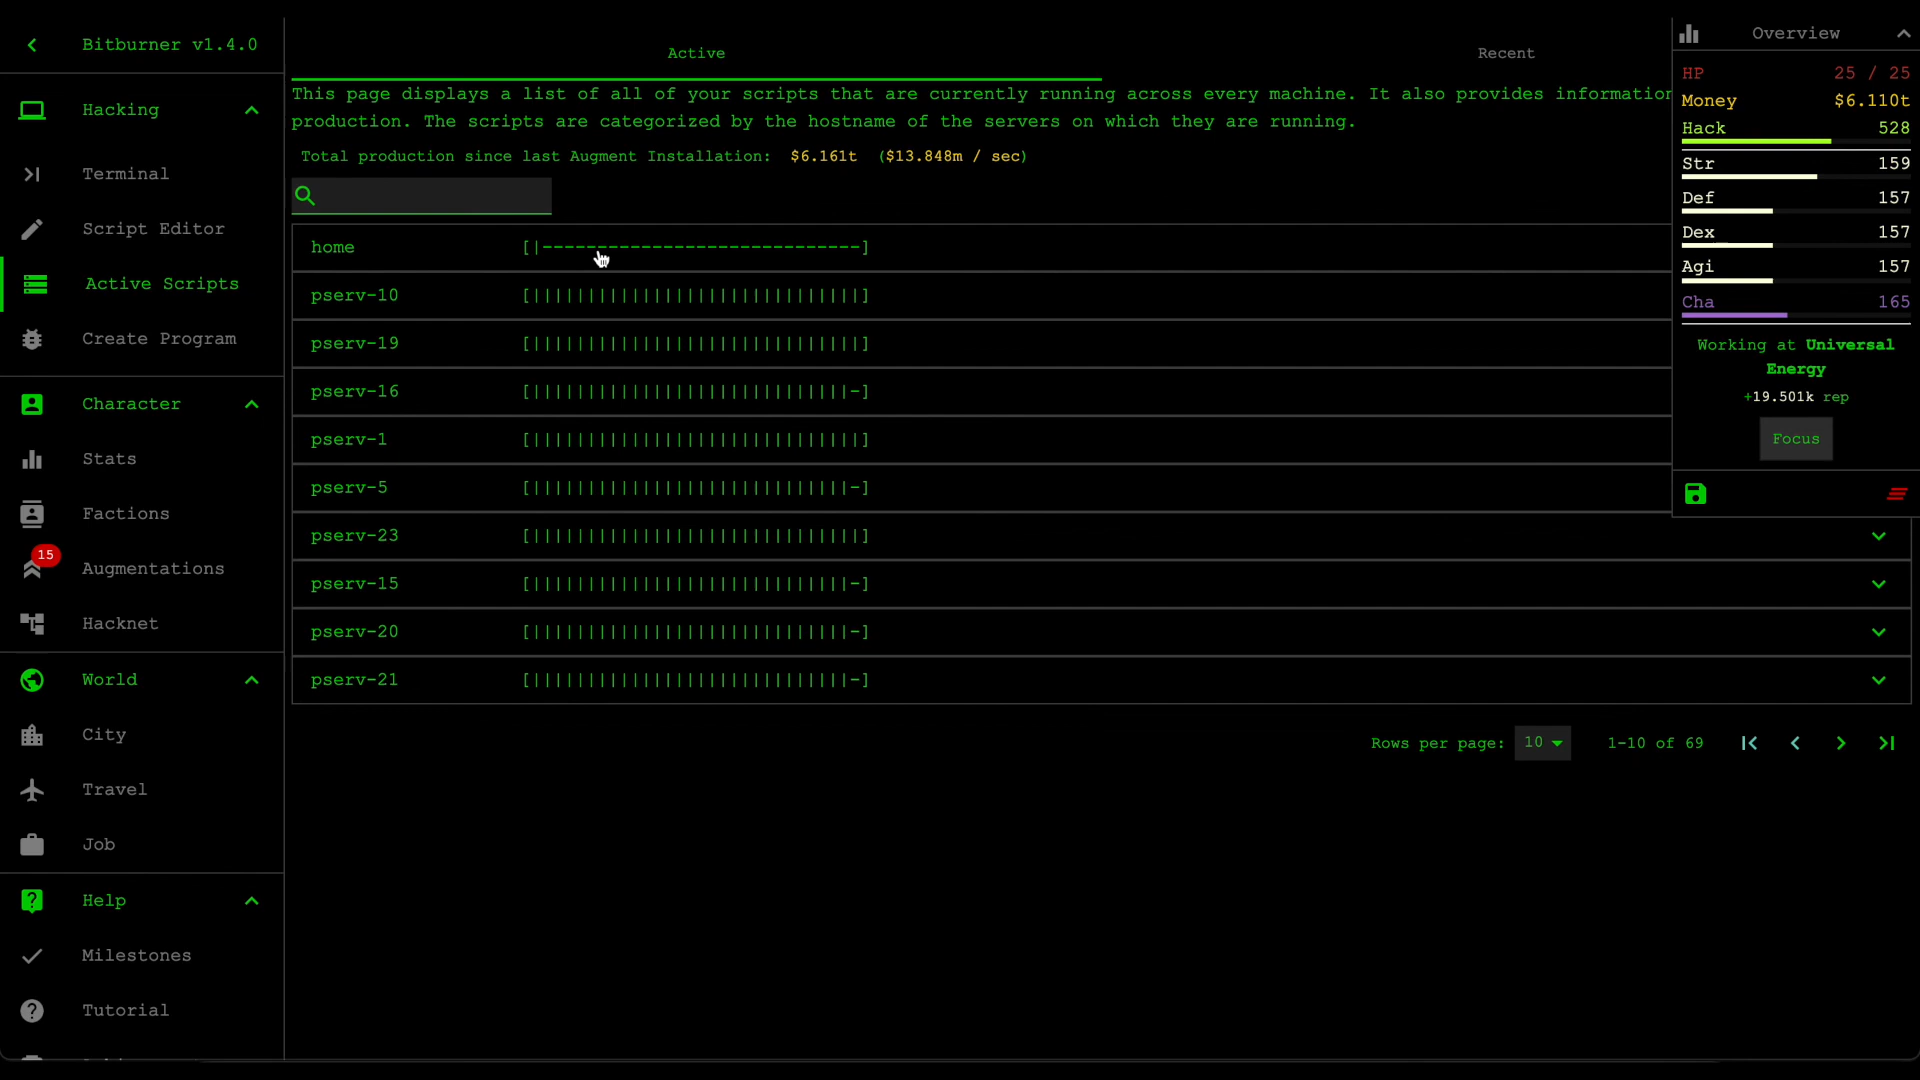 Bitburner v1.4.0
Hacking
Terminal
Script Editor
Active Scripts
Create Program
Character
Stats
Factions
15
Augmentations
Hacknet
World
City
Travel
Job
Help
Milestones
Tutorial
Active
Recent
This page displays a list of all of your scripts that are currently running across every machine. It also provides information
production. The scripts are categorized by the hostname of the servers on which they are running.
Total production since last Augment Installation: $6.161t ($13.848m / sec)
home [|-----------------------------]
pserv-10 [||||||||||||||||||||||||||||||]
pserv-19 [||||||||||||||||||||||||||||||]
pserv-16 [|||||||||||||||||||||||||||||-]
pserv-1 [||||||||||||||||||||||||||||||]
pserv-5 [|||||||||||||||||||||||||||||-]
pserv-23 [||||||||||||||||||||||||||||||]
pserv-15 [|||||||||||||||||||||||||||||-]
pserv-20 [|||||||||||||||||||||||||||||-]
pserv-21 [|||||||||||||||||||||||||||||-]
Rows per page: 10 1-10 of 69
Overview
HP 25 / 25
Money $6.110t
Hack 528
Str 159
Def 157
Dex 157
Agi 157
Cha 165
Working at Universal
Energy
+19.501k rep
Focus